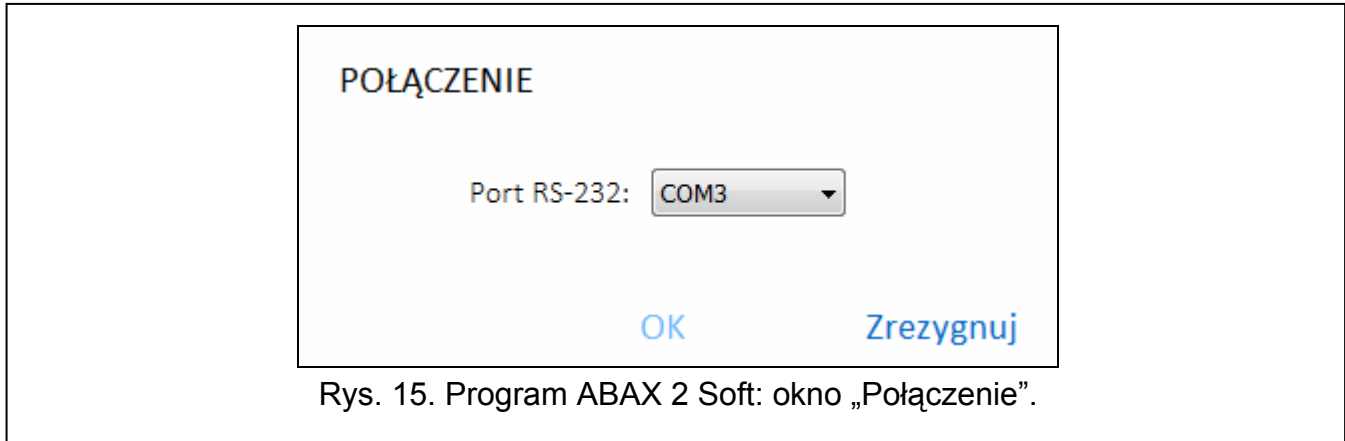 POŁĄCZENIE
Port RS-232: COM3
OK Zrezygnuj
Rys. 15. Program ABAX 2 Soft: okno „Połączenie”.